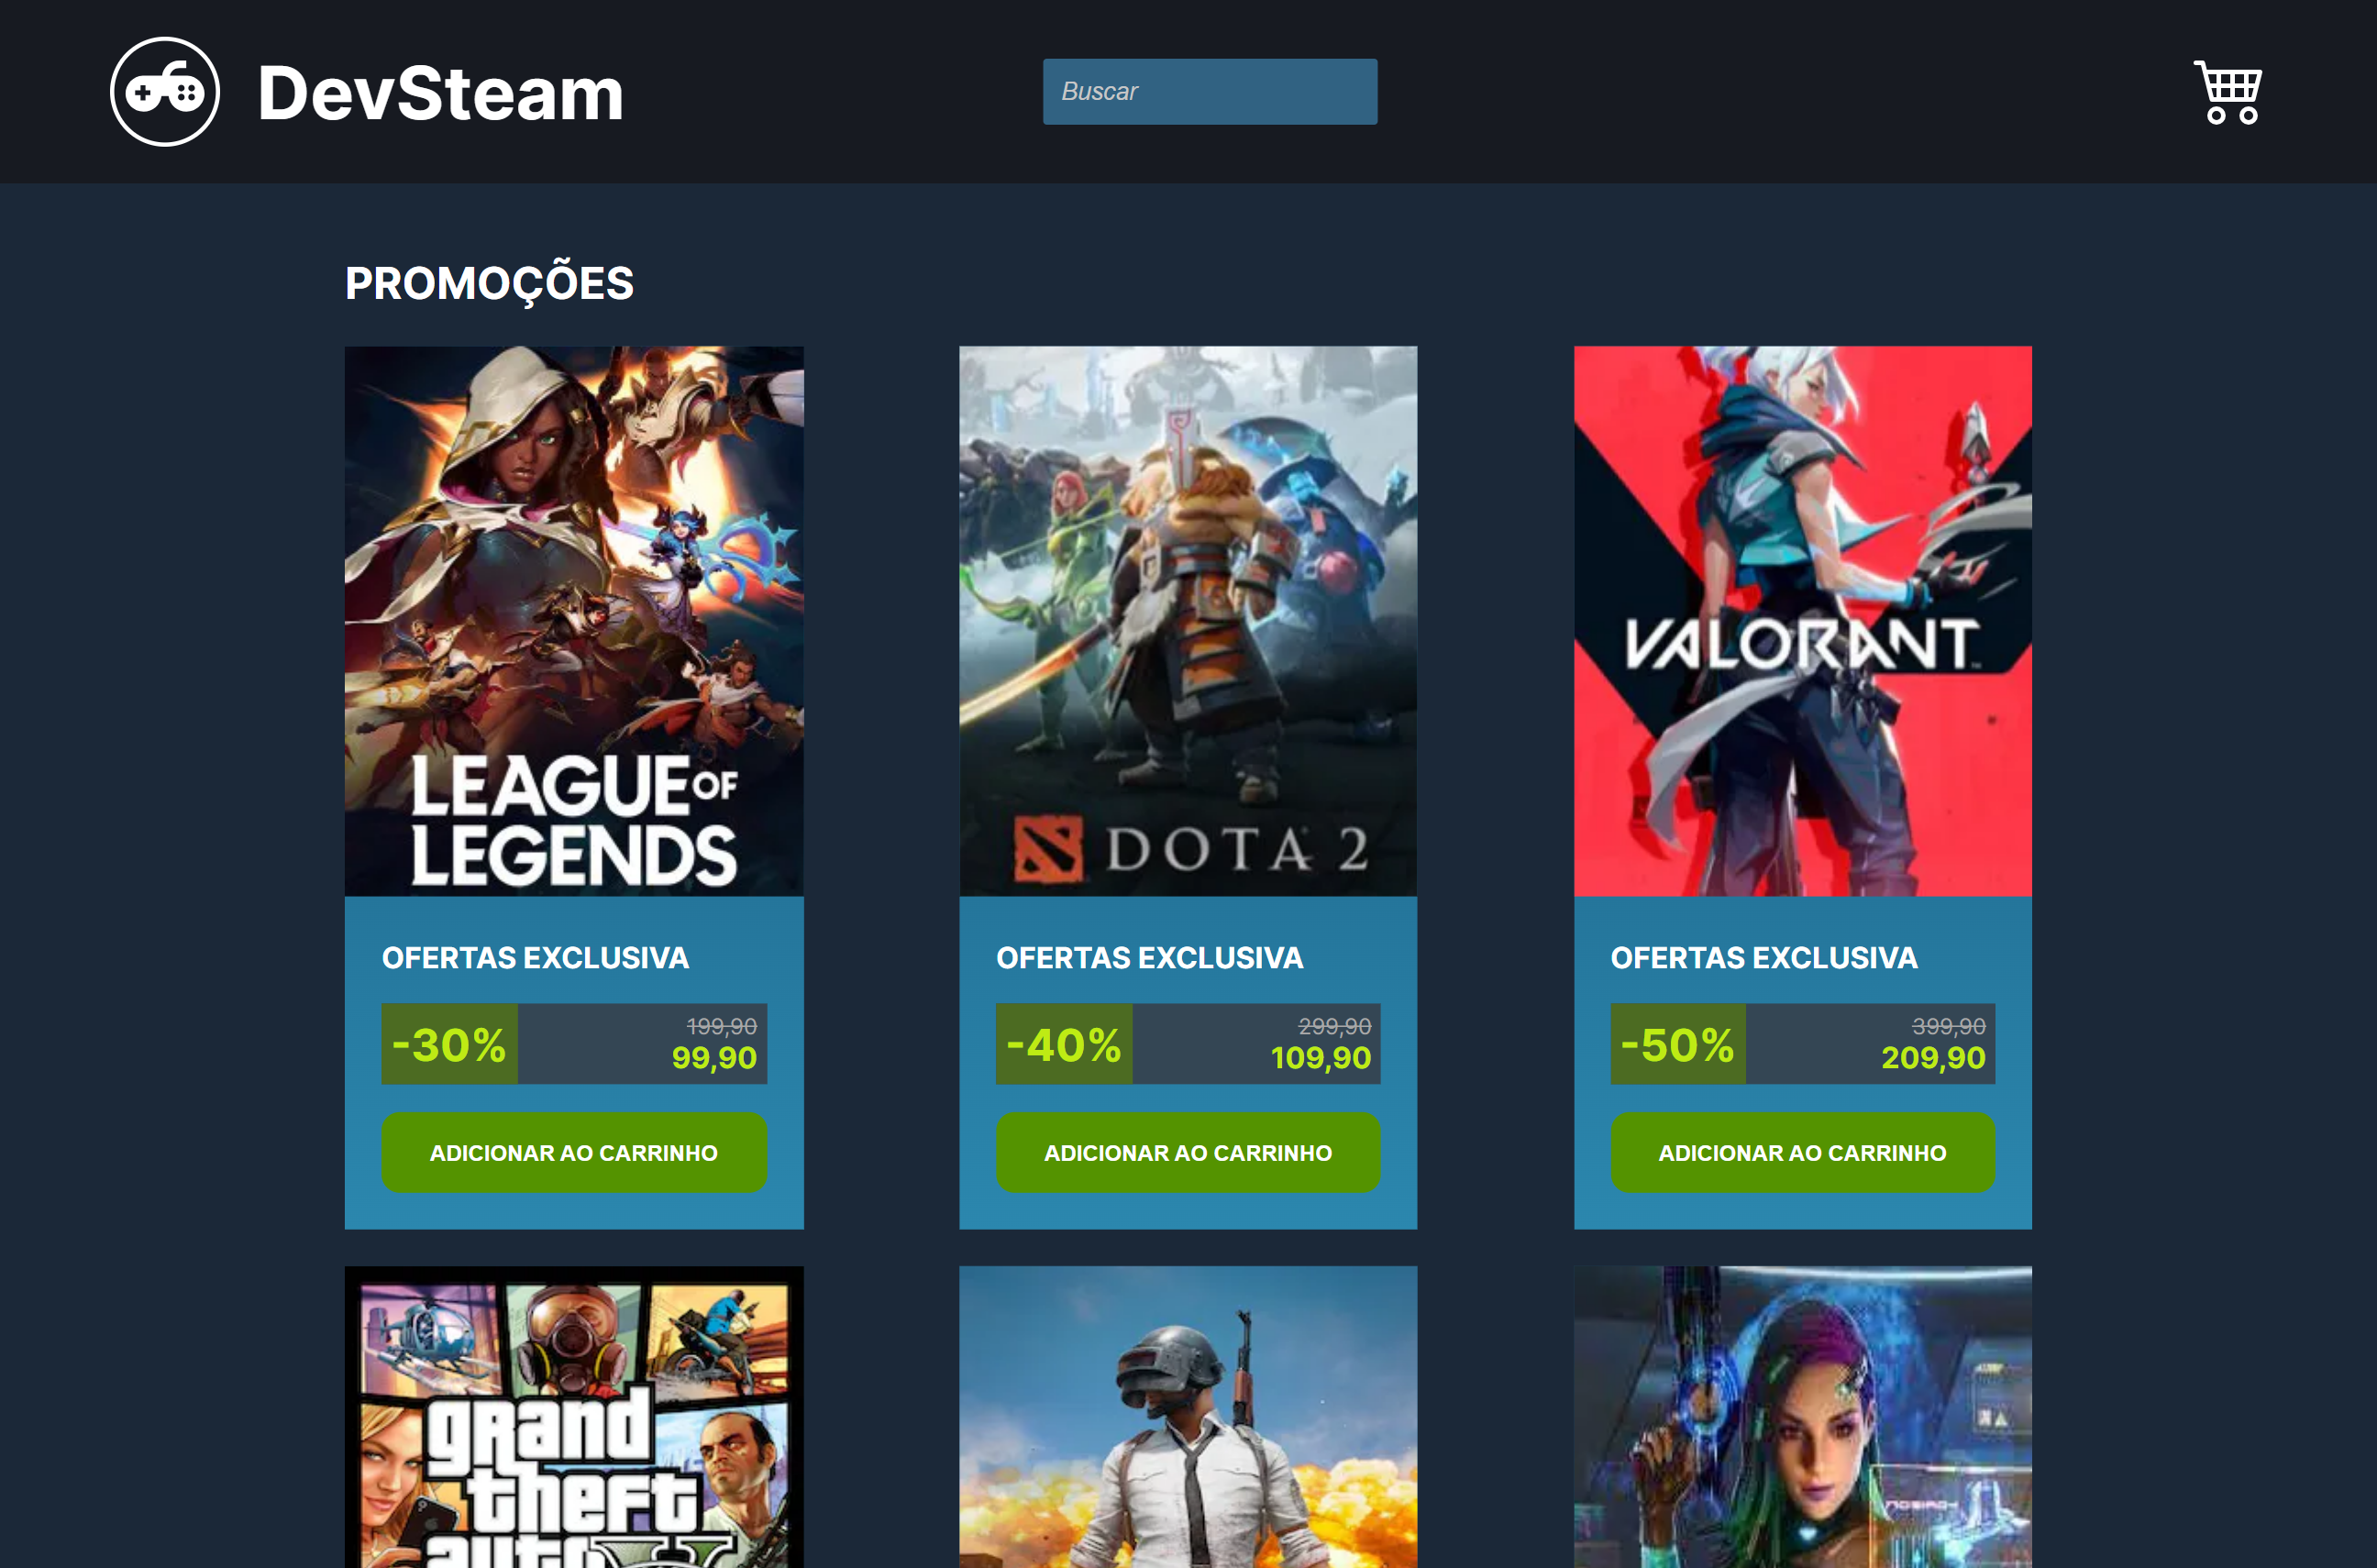 DevSteam
Buscar
PROMOÇÕES
LEAGUE OF
LEGENDS
DOTA 2
VALORANT
OFERTAS EXCLUSIVA
OFERTAS EXCLUSIVA
OFERTAS EXCLUSIVA
-30%
199,90
99,90
-40%
299,90
109,90
-50%
399,90
209,90
ADICIONAR AO CARRINHO
ADICIONAR AO CARRINHO
ADICIONAR AO CARRINHO
grand
theft
auto
V